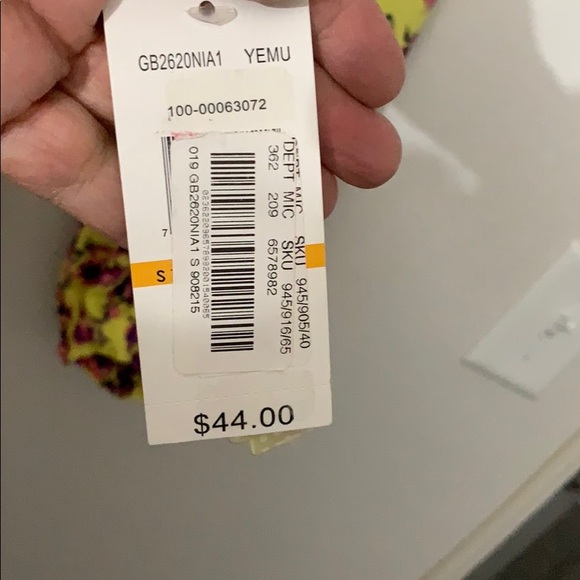 GB2620NIA1 YEMU
100-00063072
7
S
DEPT MIC SKU 945/905/40
DEPT MIC SKU 945/916/65
362 209 6578982
019 GB2620NIA1 S 908215
$44.00